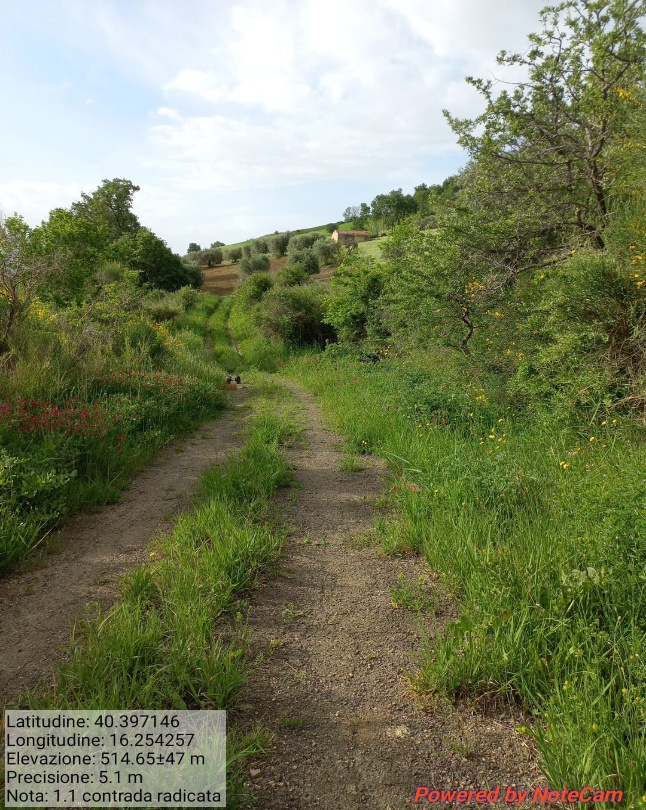 Latitudine: 40.397146
Longitudine: 16.254257
Elevazione: 514.65±47 m
Precisione: 5.1 m
Nota: 1.1 contrada radicata
Powered by NoteCam